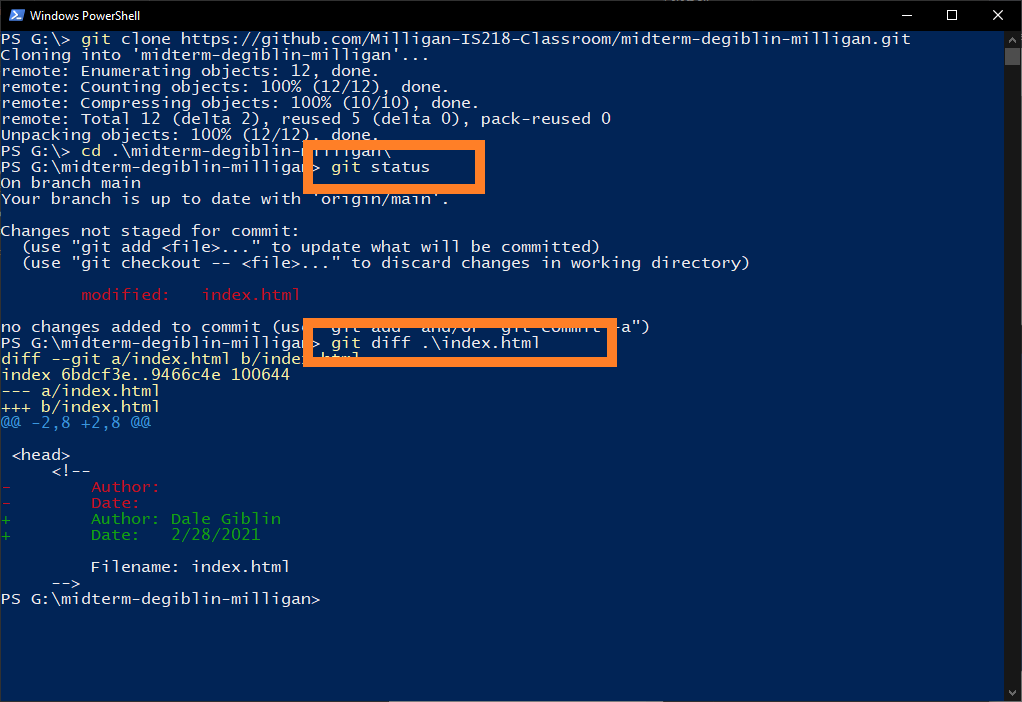 Windows PowerShell
PS G:\> git clone https://github.com/Milligan-IS218-Classroom/midterm-degiblin-milligan.git
Cloning into 'midterm-degiblin-milligan'...
remote: Enumerating objects: 12, done.
remote: Counting objects: 100% (12/12), done.
remote: Compressing objects: 100% (10/10), done.
remote: Total 12 (delta 2), reused 5 (delta 0), pack-reused 0
Unpacking objects: 100% (12/12), done.
PS G:\> cd .\midterm-degiblin-milligan\
PS G:\midterm-degiblin-milligan> git status
On branch main
Your branch is up to date with 'origin/main'.
Changes not staged for commit:
  (use "git add <file>..." to update what will be committed)
  (use "git checkout -- <file>..." to discard changes in working directory)
        modified:   index.html
no changes added to commit (use "git add" and/or "git commit -a")
PS G:\midterm-degiblin-milligan> git diff .\index.html
diff --git a/index.html b/index.html
index 6bdcf3e..9466c4e 100644
--- a/index.html
+++ b/index.html
@@ -2,8 +2,8 @@
 <head>
     <!--
-        Author:
-        Date:
+        Author: Dale Giblin
+        Date:   2/28/2021
         Filename: index.html
     -->
PS G:\midterm-degiblin-milligan>